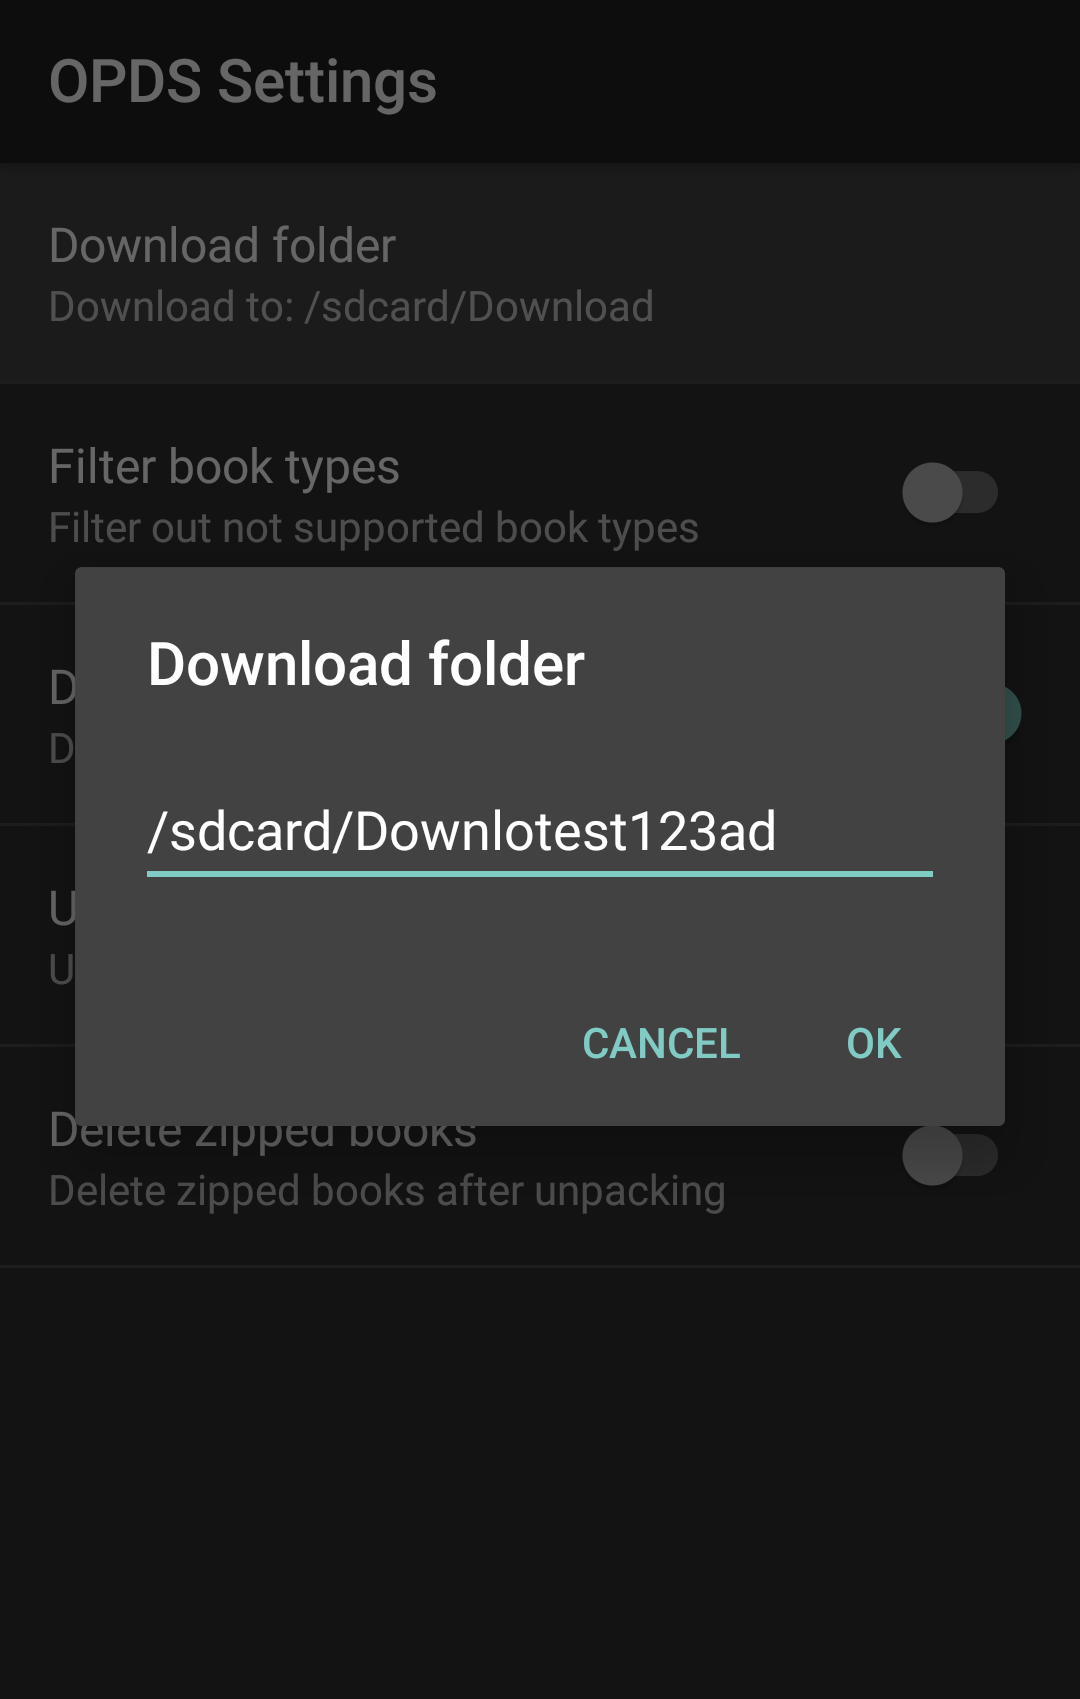 OPDS Settings
Download folder
Download to: /sdcard/Download
Filter book types
Filter out not supported book types
Download folder
/sdcard/Downlotest123ad
CANCEL OK
Delete zipped books
Delete zipped books after unpacking